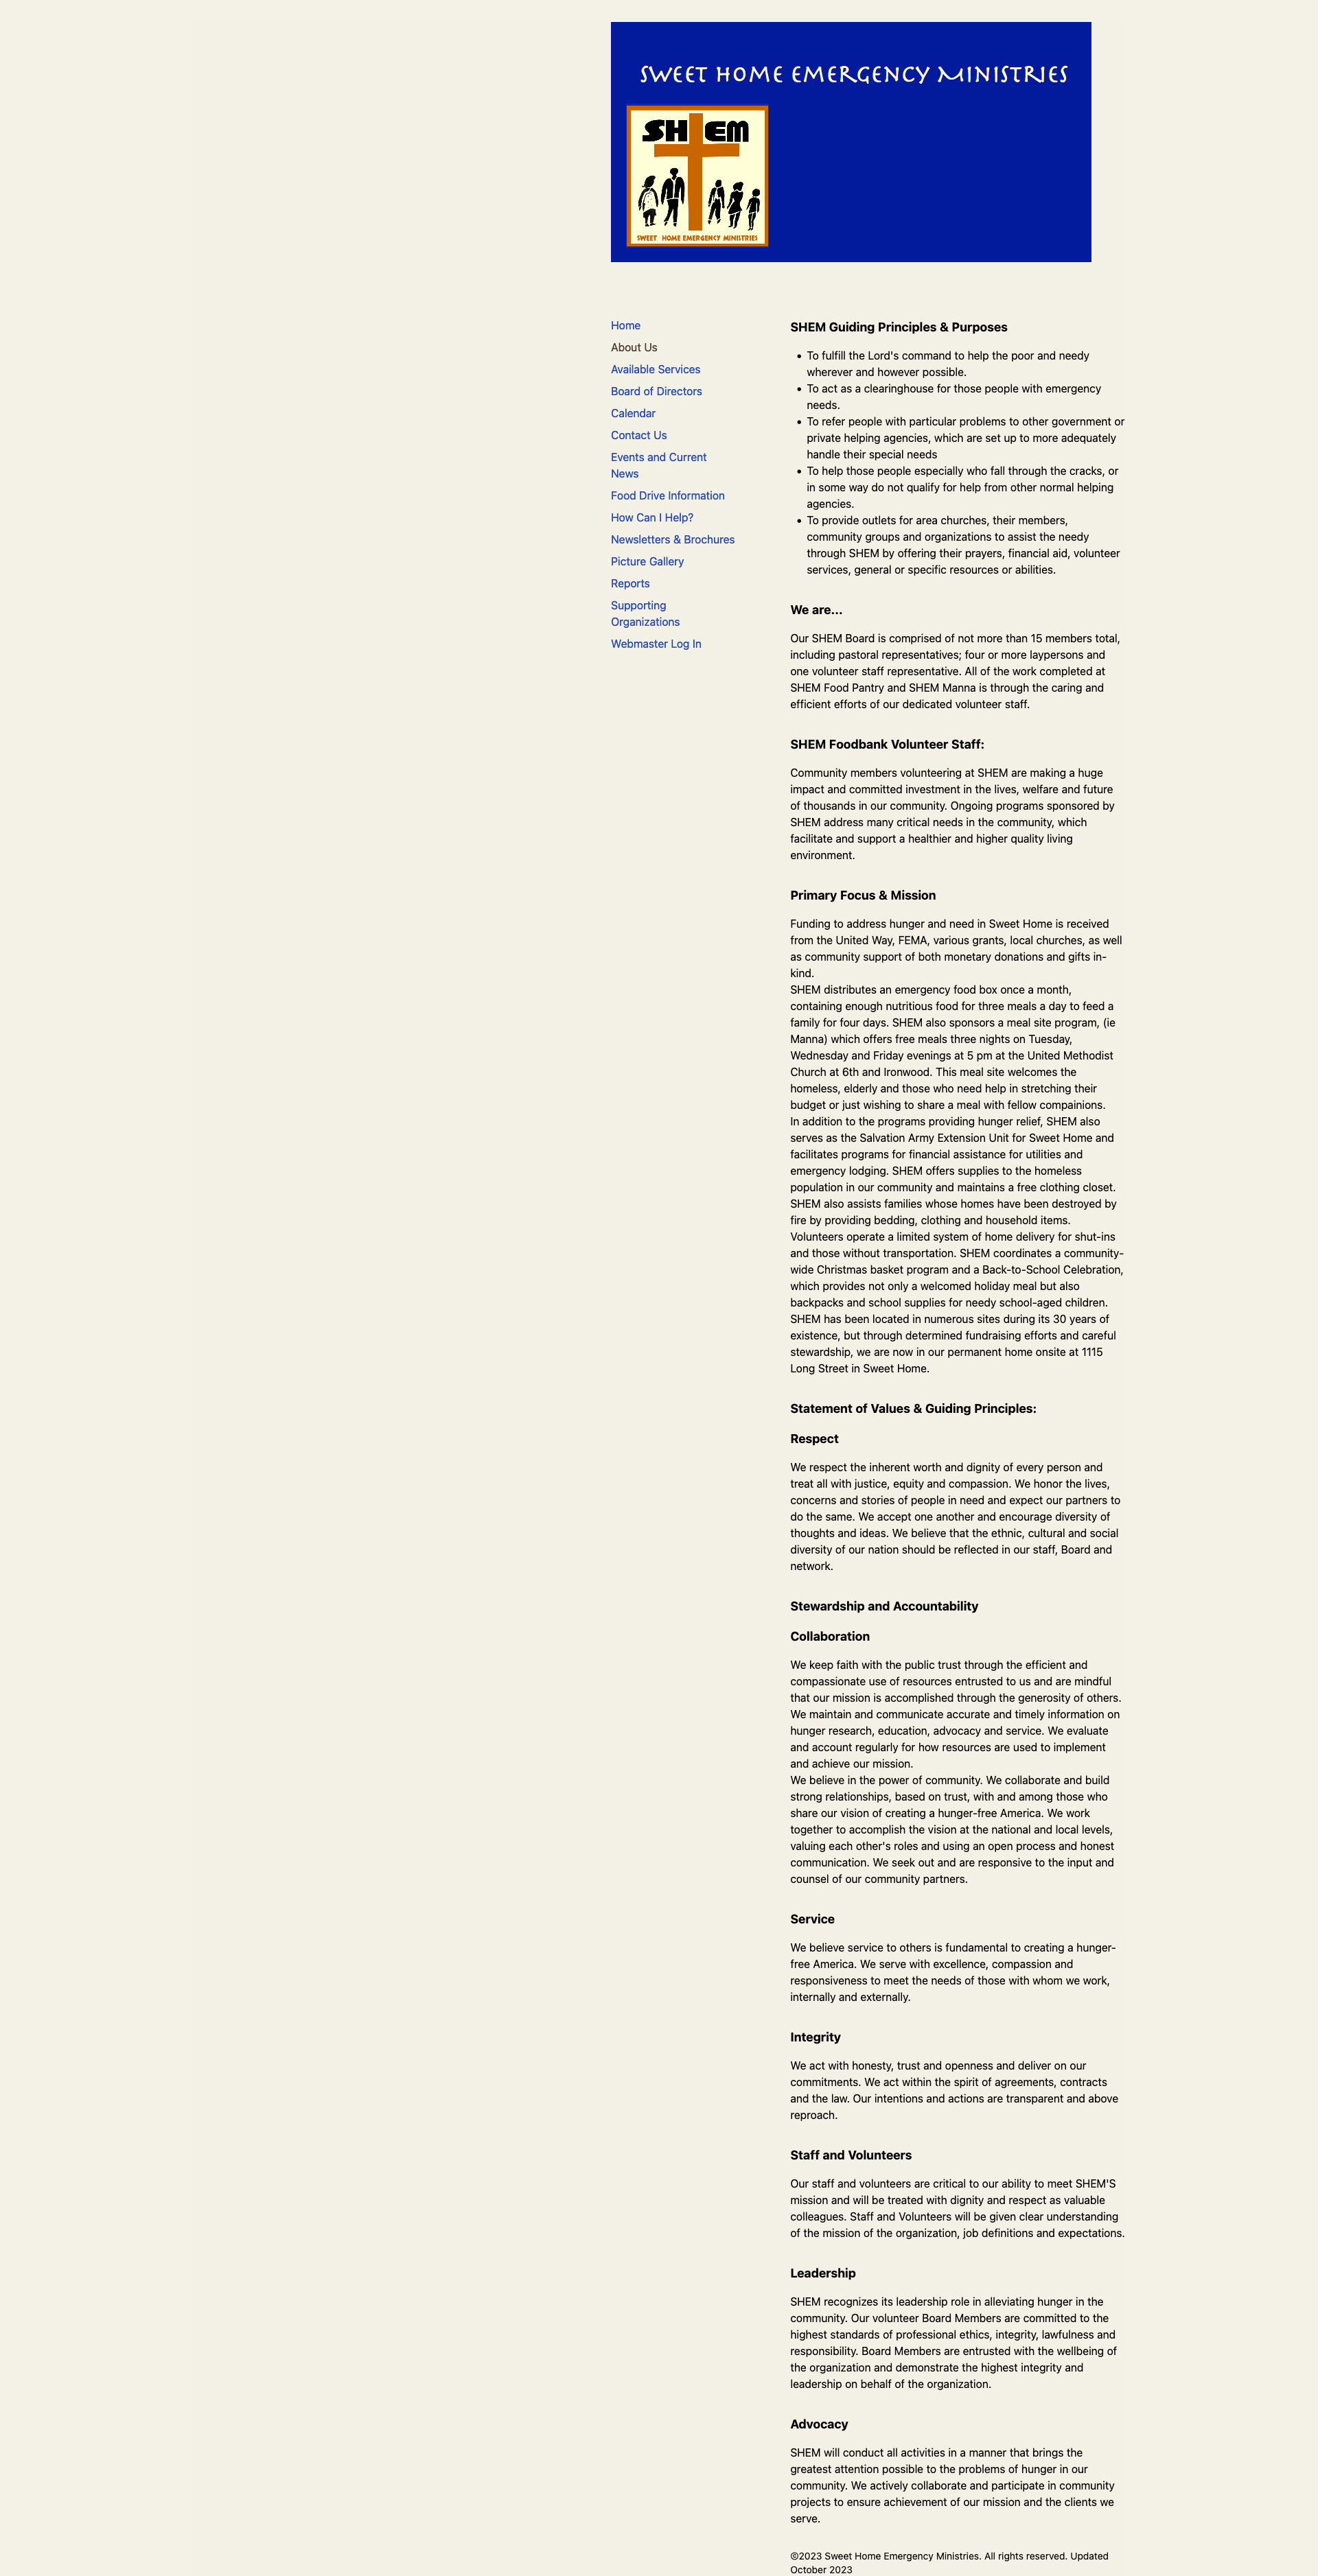 SWEET HOME EMERGENCY MINISTRIES
SHEM
SWEET HOME EMERGENCY MINISTRIES
Home
About Us
Available Services
Board of Directors
Calendar
Contact Us
Events and Current
News
Food Drive Information
How Can I Help?
Newsletters & Brochures
Picture Gallery
Reports
Supporting
Organizations
Webmaster Log In
SHEM Guiding Principles & Purposes
• To fulfill the Lord's command to help the poor and needy
wherever and however possible.
• To act as a clearinghouse for those people with emergency
needs.
• To refer people with particular problems to other government or
private helping agencies, which are set up to more adequately
handle their special needs
• To help those people especially who fall through the cracks, or
in some way do not qualify for help from other normal helping
agencies.
• To provide outlets for area churches, their members,
community groups and organizations to assist the needy
through SHEM by offering their prayers, financial aid, volunteer
services, general or specific resources or abilities.
We are...
Our SHEM Board is comprised of not more than 15 members total,
including pastoral representatives; four or more laypersons and
one volunteer staff representative. All of the work completed at
SHEM Food Pantry and SHEM Manna is through the caring and
efficient efforts of our dedicated volunteer staff.
SHEM Foodbank Volunteer Staff:
Community members volunteering at SHEM are making a huge
impact and committed investment in the lives, welfare and future
of thousands in our community. Ongoing programs sponsored by
SHEM address many critical needs in the community, which
facilitate and support a healthier and higher quality living
environment.
Primary Focus & Mission
Funding to address hunger and need in Sweet Home is received
from the United Way, FEMA, various grants, local churches, as well
as community support of both monetary donations and gifts in-
kind.
SHEM distributes an emergency food box once a month,
containing enough nutritious food for three meals a day to feed a
family for four days. SHEM also sponsors a meal site program, (ie
Manna) which offers free meals three nights on Tuesday,
Wednesday and Friday evenings at 5 pm at the United Methodist
Church at 6th and Ironwood. This meal site welcomes the
homeless, elderly and those who need help in stretching their
budget or just wishing to share a meal with fellow compainions.
In addition to the programs providing hunger relief, SHEM also
serves as the Salvation Army Extension Unit for Sweet Home and
facilitates programs for financial assistance for utilities and
emergency lodging. SHEM offers supplies to the homeless
population in our community and maintains a free clothing closet.
SHEM also assists families whose homes have been destroyed by
fire by providing bedding, clothing and household items.
Volunteers operate a limited system of home delivery for shut-ins
and those without transportation. SHEM coordinates a community-
wide Christmas basket program and a Back-to-School Celebration,
which provides not only a welcomed holiday meal but also
backpacks and school supplies for needy school-aged children.
SHEM has been located in numerous sites during its 30 years of
existence, but through determined fundraising efforts and careful
stewardship, we are now in our permanent home onsite at 1115
Long Street in Sweet Home.
Statement of Values & Guiding Principles:
Respect
We respect the inherent worth and dignity of every person and
treat all with justice, equity and compassion. We honor the lives,
concerns and stories of people in need and expect our partners to
do the same. We accept one another and encourage diversity of
thoughts and ideas. We believe that the ethnic, cultural and social
diversity of our nation should be reflected in our staff, Board and
network.
Stewardship and Accountability
Collaboration
We keep faith with the public trust through the efficient and
compassionate use of resources entrusted to us and are mindful
that our mission is accomplished through the generosity of others.
We maintain and communicate accurate and timely information on
hunger research, education, advocacy and service. We evaluate
and account regularly for how resources are used to implement
and achieve our mission.
We believe in the power of community. We collaborate and build
strong relationships, based on trust, with and among those who
share our vision of creating a hunger-free America. We work
together to accomplish the vision at the national and local levels,
valuing each other's roles and using an open process and honest
communication. We seek out and are responsive to the input and
counsel of our community partners.
Service
We believe service to others is fundamental to creating a hunger-
free America. We serve with excellence, compassion and
responsiveness to meet the needs of those with whom we work,
internally and externally.
Integrity
We act with honesty, trust and openness and deliver on our
commitments. We act within the spirit of agreements, contracts
and the law. Our intentions and actions are transparent and above
reproach.
Staff and Volunteers
Our staff and volunteers are critical to our ability to meet SHEM'S
mission and will be treated with dignity and respect as valuable
colleagues. Staff and Volunteers will be given clear understanding
of the mission of the organization, job definitions and expectations.
Leadership
SHEM recognizes its leadership role in alleviating hunger in the
community. Our volunteer Board Members are committed to the
highest standards of professional ethics, integrity, lawfulness and
responsibility. Board Members are entrusted with the wellbeing of
the organization and demonstrate the highest integrity and
leadership on behalf of the organization.
Advocacy
SHEM will conduct all activities in a manner that brings the
greatest attention possible to the problems of hunger in our
community. We actively collaborate and participate in community
projects to ensure achievement of our mission and the clients we
serve.
©2023 Sweet Home Emergency Ministries. All rights reserved. Updated
October 2023